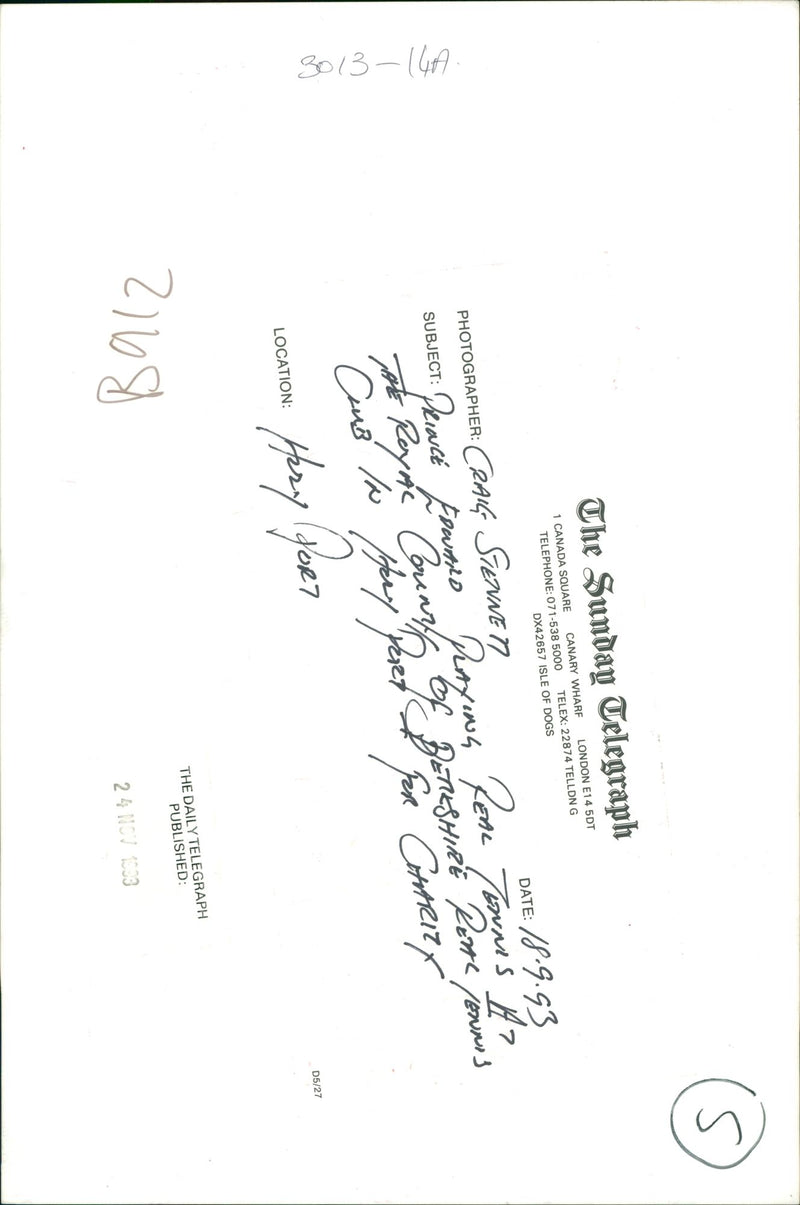 3013-14A
The Sunday Telegraph
1 CANADA SQUARE CANARY WHARF LONDON E14 5DT
TELEPHONE: 071-538 5000 TELEX: 22874 TELLDN G
DX42657 ISLE OF DOGS
DATE: 18.9.93
PHOTOGRAPHER: CRAIG STENNETT
SUBJECT: PRINCE EDWARD PLAYING REAL TENNIS AT
THE ROYAL COUNTY OF BERKSHIRE REAL TENNIS
CLUB IN HOLY PORT FOR CHARITY
LOCATION: HOLY PORT
THE DAILY TELEGRAPH
PUBLISHED:
24 NOV 1993
B912
D5/27
5